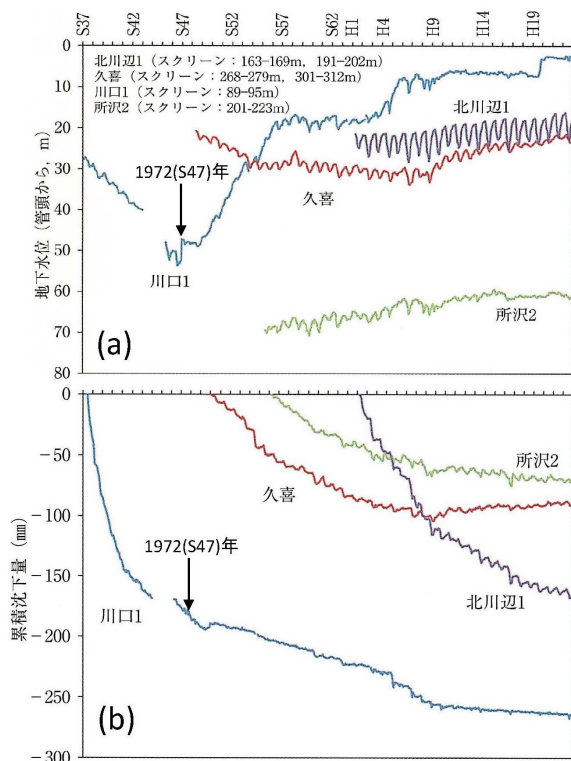 S37 S42 S47 S52 S57 S62 H1 H4 H9 H14 H19
0
10
20
30
40
50
60
70
80
地下水位（管頭から, m）
北川辺1（スクリーン：163-169m, 191-202m）
久喜（スクリーン：268-279m, 301-312m）
川口1（スクリーン：89-95m）
所沢2（スクリーン：201-223m）
北川辺1
1972(S47)年
久喜
川口1
所沢2
(a)
0
-50
-100
-150
-200
-250
-300
累積沈下量（mm）
所沢2
久喜
1972(S47)年
北川辺1
川口1
(b)